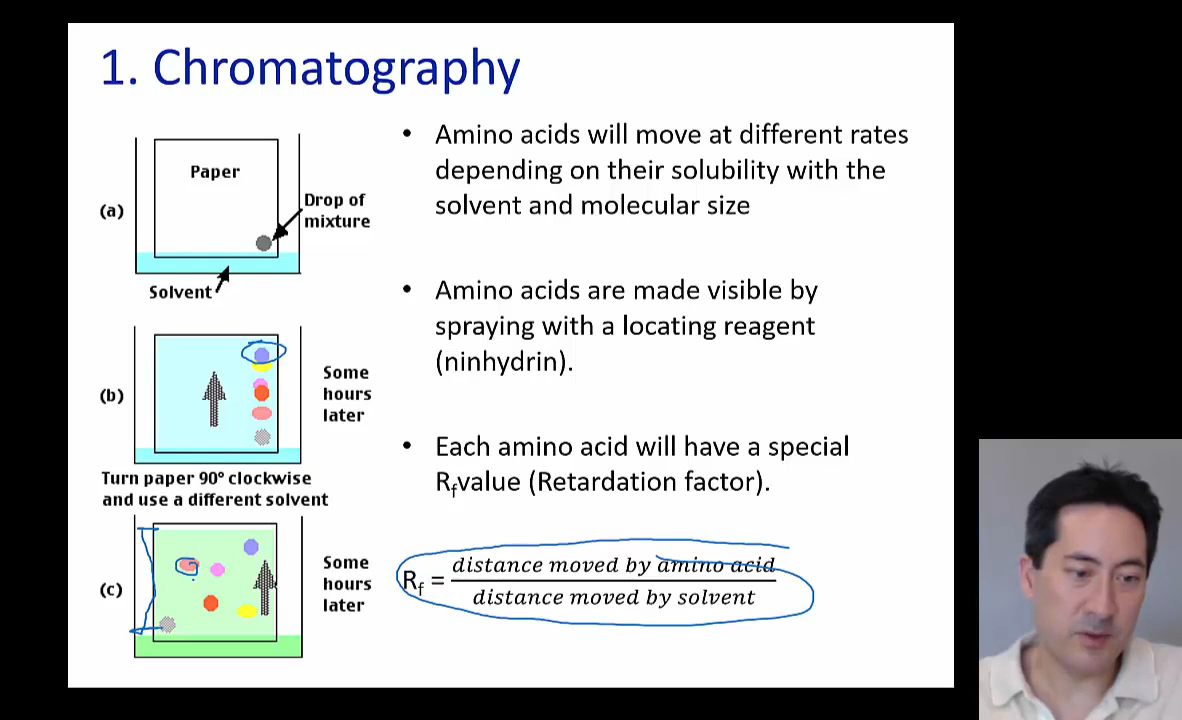 1. Chromatography
Paper
Drop of
mixture
(a)
Solvent
(b)
Some
hours
later
Turn paper 90° clockwise
and use a different solvent
(c)
Some
hours
later
• Amino acids will move at different rates
depending on their solubility with the
solvent and molecular size
• Amino acids are made visible by
spraying with a locating reagent
(ninhydrin).
• Each amino acid will have a special
Rfvalue (Retardation factor).
Rf = distance moved by amino acid
distance moved by solvent